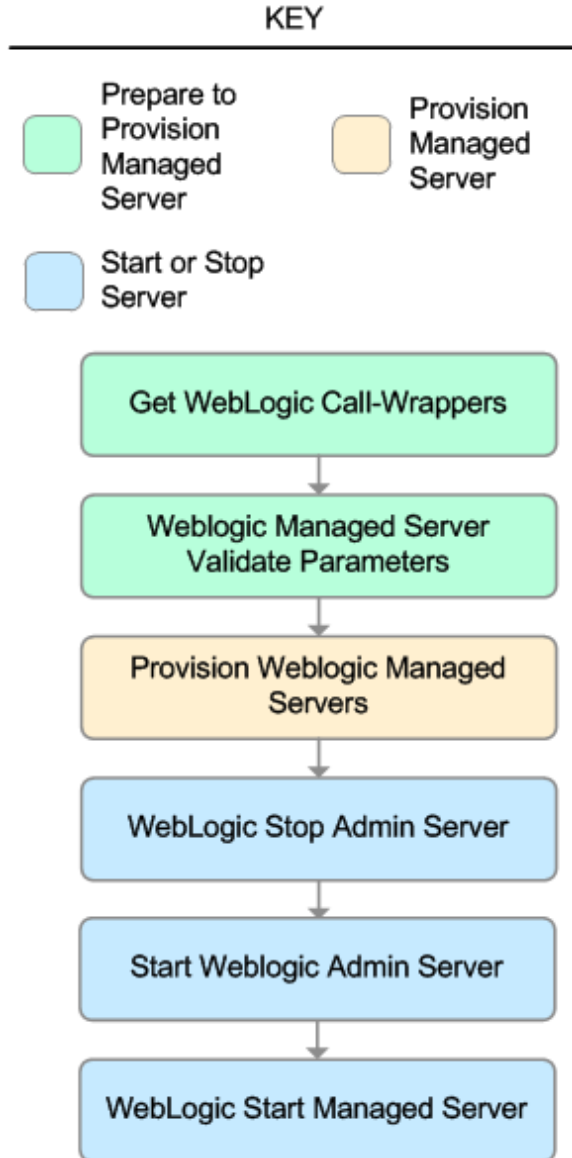 KEY
Prepare to
Provision
Managed
Server
Provision
Managed
Server
Start or Stop
Server
Get WebLogic Call-Wrappers
Weblogic Managed Server
Validate Parameters
Provision Weblogic Managed
Servers
WebLogic Stop Admin Server
Start Weblogic Admin Server
WebLogic Start Managed Server